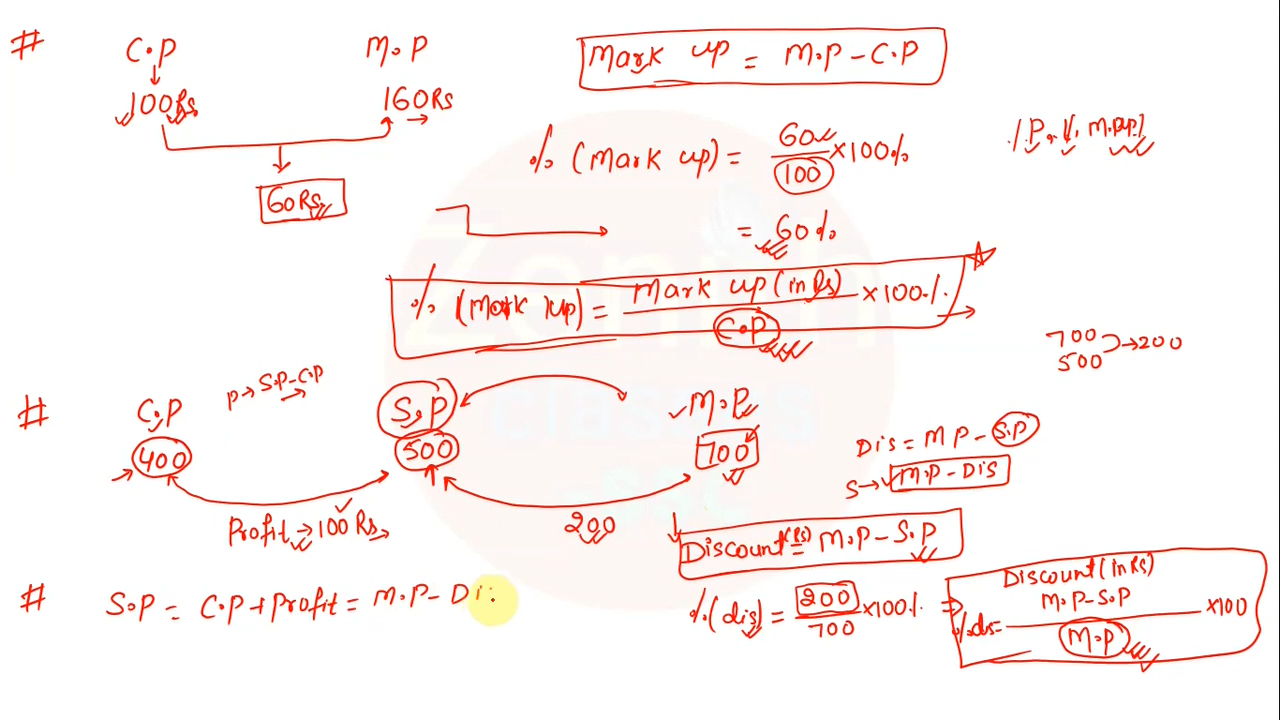 # C.P M.P
100Rs. 160Rs
60Rs
Mark up = M.P - C.P
% (Mark up) = 60/100 ×100%
= 60%
% (Mark up) = Mark up (in Rs)/C.P ×100%
700
500 → 200
# C.P S.P M.P
P → S.P - C.P
400 500 700
Profit → 100 Rs
200
Dis = M P - S.P
S → M.P - Dis
Discount(Rs) = M.P - S.P
% (dis) = 200/700 ×100% ⇒
Discount (in Rs)
%dis = M.P - S.P/M.P ×100
# S.P = C.P + Profit = M.P - Dis